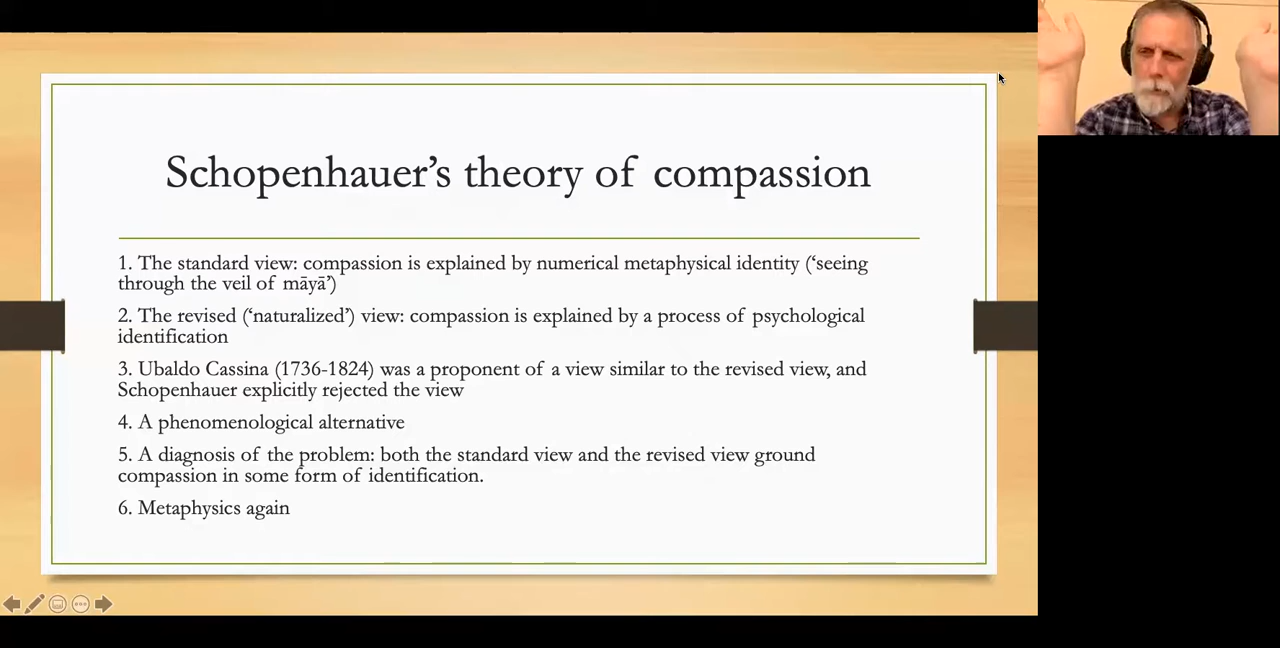 Schopenhauer’s theory of compassion
1. The standard view: compassion is explained by numerical metaphysical identity (‘seeing
through the veil of māyā’)
2. The revised (‘naturalized’) view: compassion is explained by a process of psychological
identification
3. Ubaldo Cassina (1736-1824) was a proponent of a view similar to the revised view, and
Schopenhauer explicitly rejected the view
4. A phenomenological alternative
5. A diagnosis of the problem: both the standard view and the revised view ground
compassion in some form of identification.
6. Metaphysics again